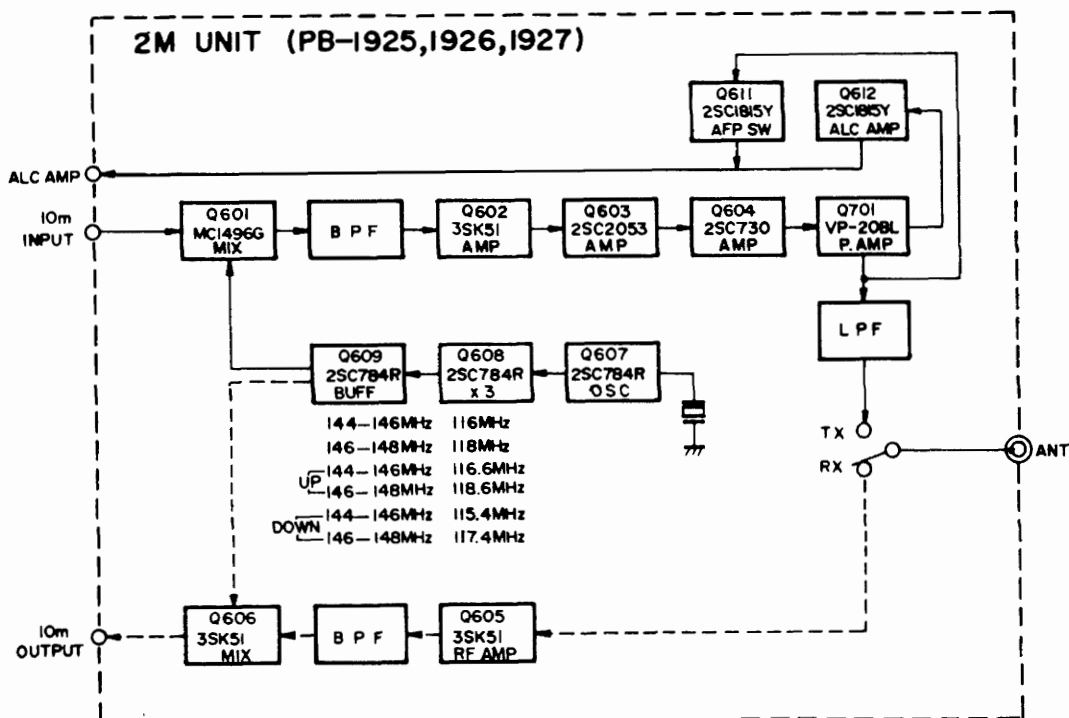 2M UNIT (PB-1925,1926,1927)
Q611
2SC1815Y
AFP SW
Q612
2SC1815Y
ALC AMP
ALC AMP
10m
INPUT
Q601
MC1496G
MIX
BPF
Q602
3SK51
AMP
Q603
2SC2053
AMP
Q604
2SC730
AMP
Q701
VP-20BL
P. AMP
LPF
Q609
2SC784R
BUFF
Q608
2SC784R
x 3
Q607
2SC784R
OSC
144-146MHz 116MHz
146-148MHz 118MHz
UP
144-146MHz 116.6MHz
146-148MHz 118.6MHz
DOWN
144-146MHz 115.4MHz
146-148MHz 117.4MHz
TX
RX
ANT
10m
OUTPUT
Q606
3SK51
MIX
BPF
Q605
3SK51
RF AMP